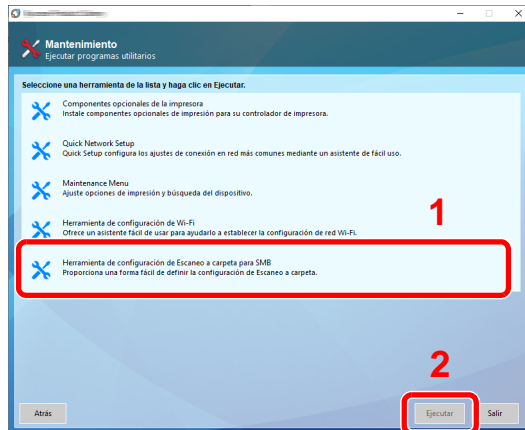 Mantenimiento
Ejecutar programas utilitarios
Seleccione una herramienta de la lista y haga clic en Ejecutar.
Componentes opcionales de la impresora
Instale componentes opcionales de impresión para su controlador de impresora.
Quick Network Setup
Quick Setup configura los ajustes de conexión en red más comunes mediante un asistente de fácil uso.
Maintenance Menu
Ajuste opciones de impresión y búsqueda del dispositivo.
1
Herramienta de configuración de Wi-Fi
Ofrece un asistente fácil de usar para ayudarlo a establecer la configuración de red Wi-Fi.
Herramienta de configuración de Escaneo a carpeta para SMB
Proporciona una forma fácil de definir la configuración de Escaneo a carpeta.
2
Atrás
Ejecutar
Salir